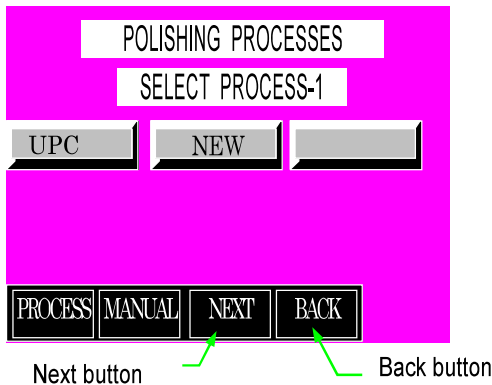 POLISHING PROCESSES
SELECT PROCESS-1
UPC NEW
PROCESS MANUAL NEXT BACK
Next button Back button